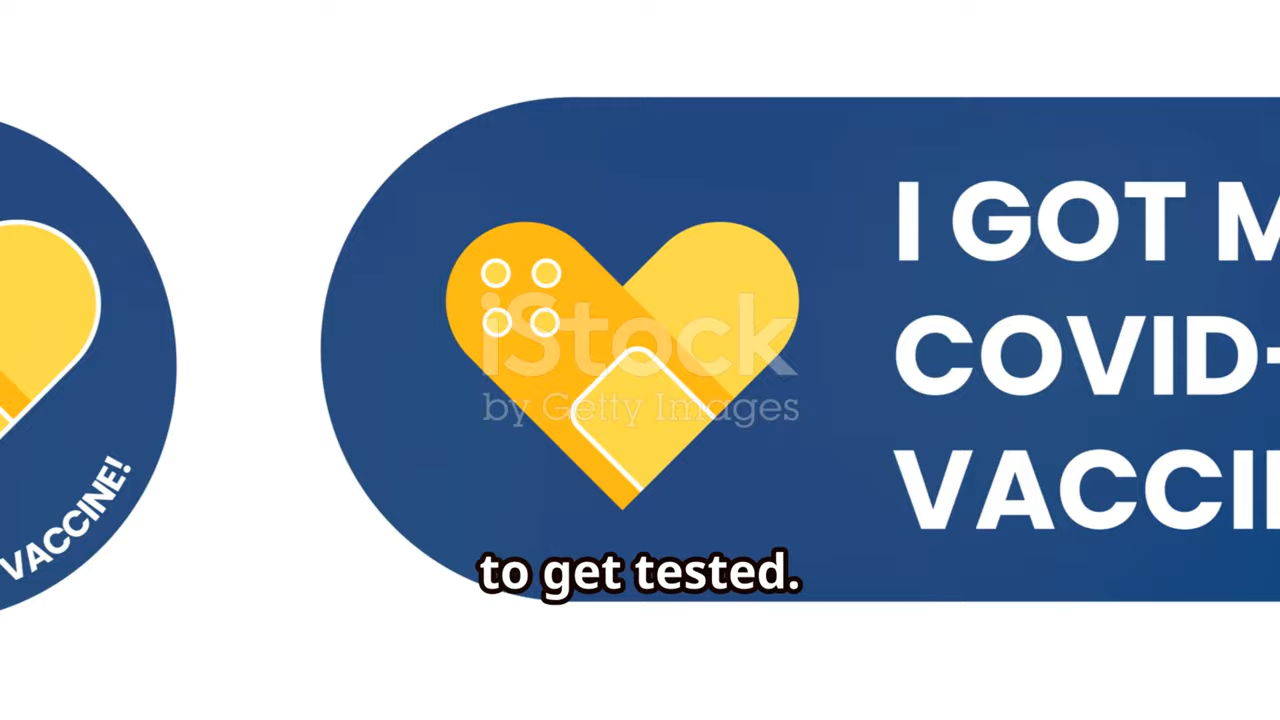 VACCINE!
I GOT M
COVID-
VACCI
iStock
by Getty Images
to get tested.